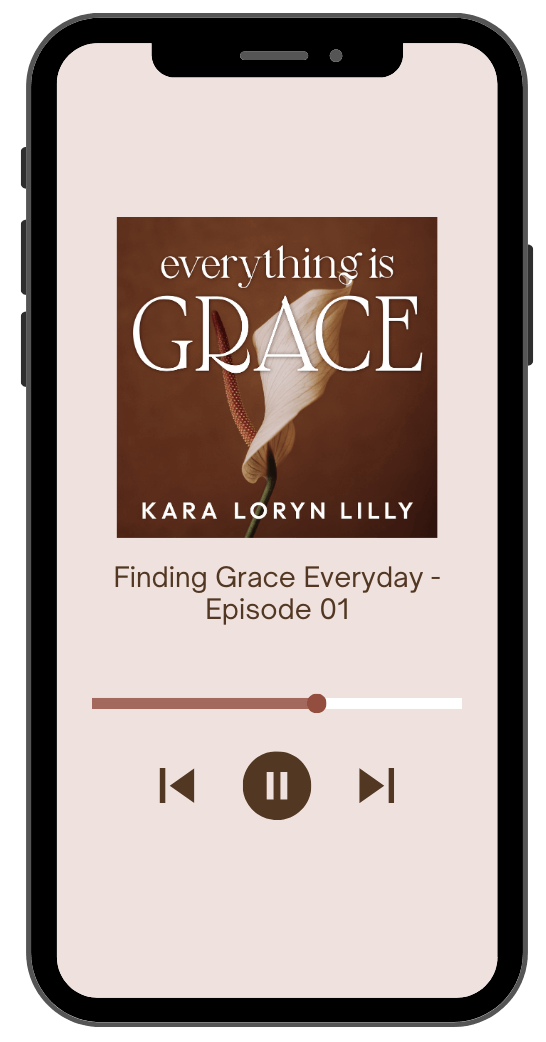 everything is
GRACE
KARA LORYN LILLY
Finding Grace Everyday -
Episode 01